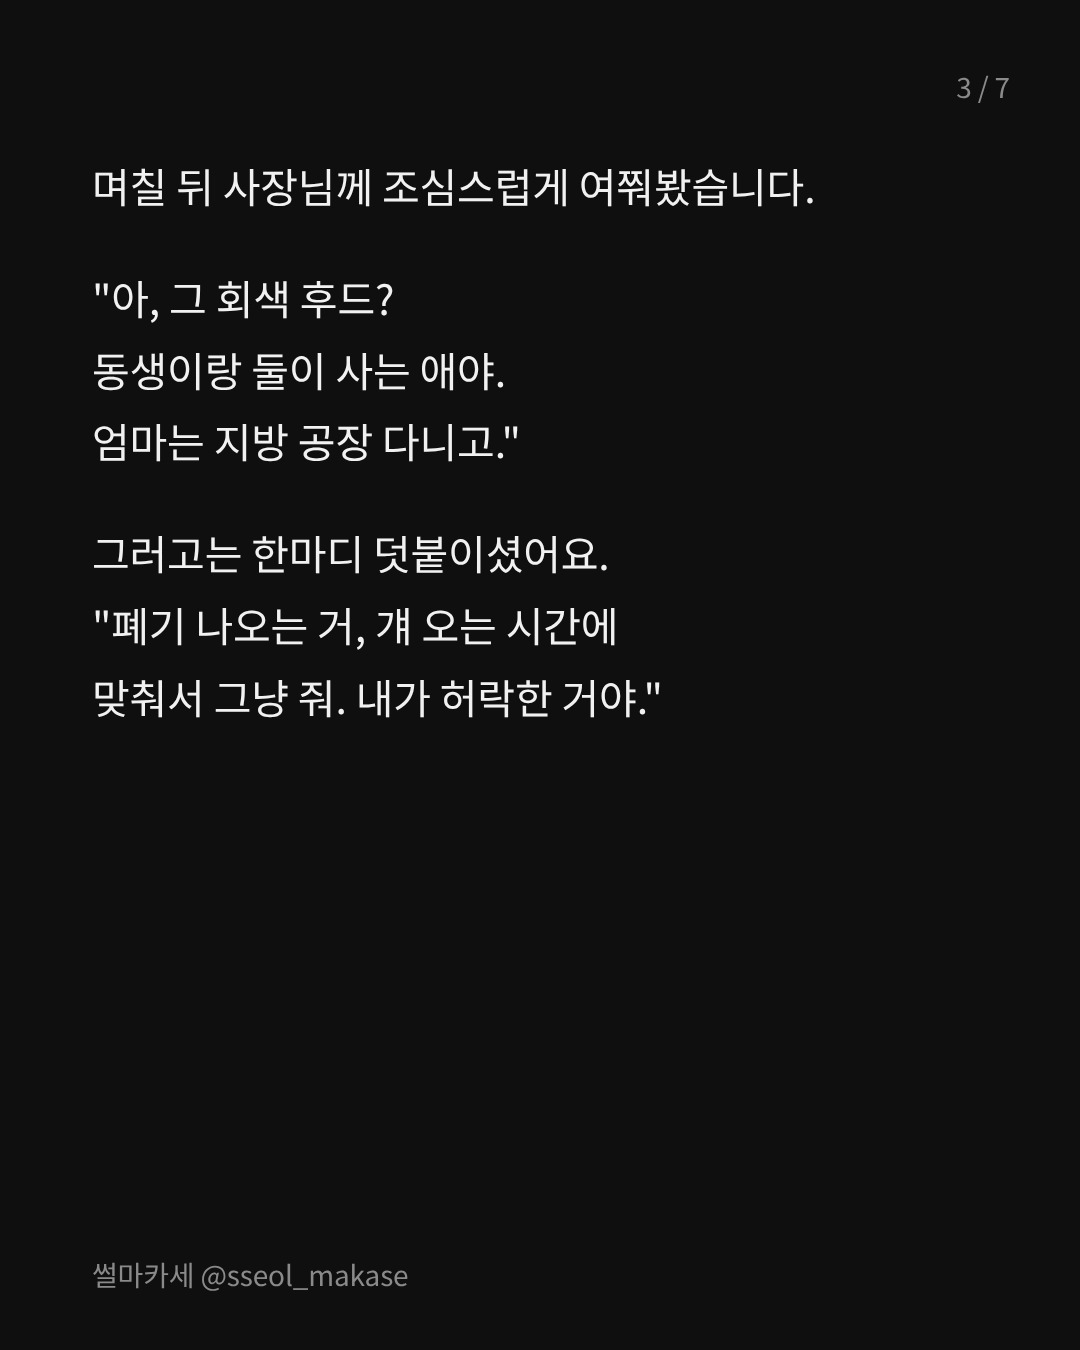 3 / 7
며칠 뒤 사장님께 조심스럽게 여쭤봤습니다.
"아, 그 회색 후드?
동생이랑 둘이 사는 애야.
엄마는 지방 공장 다니고."
그러고는 한마디 덧붙이셨어요.
"폐기 나오는 거, 걔 오는 시간에
맞춰서 그냥 줘. 내가 허락한 거야."
썰마카세 @sseol_makase